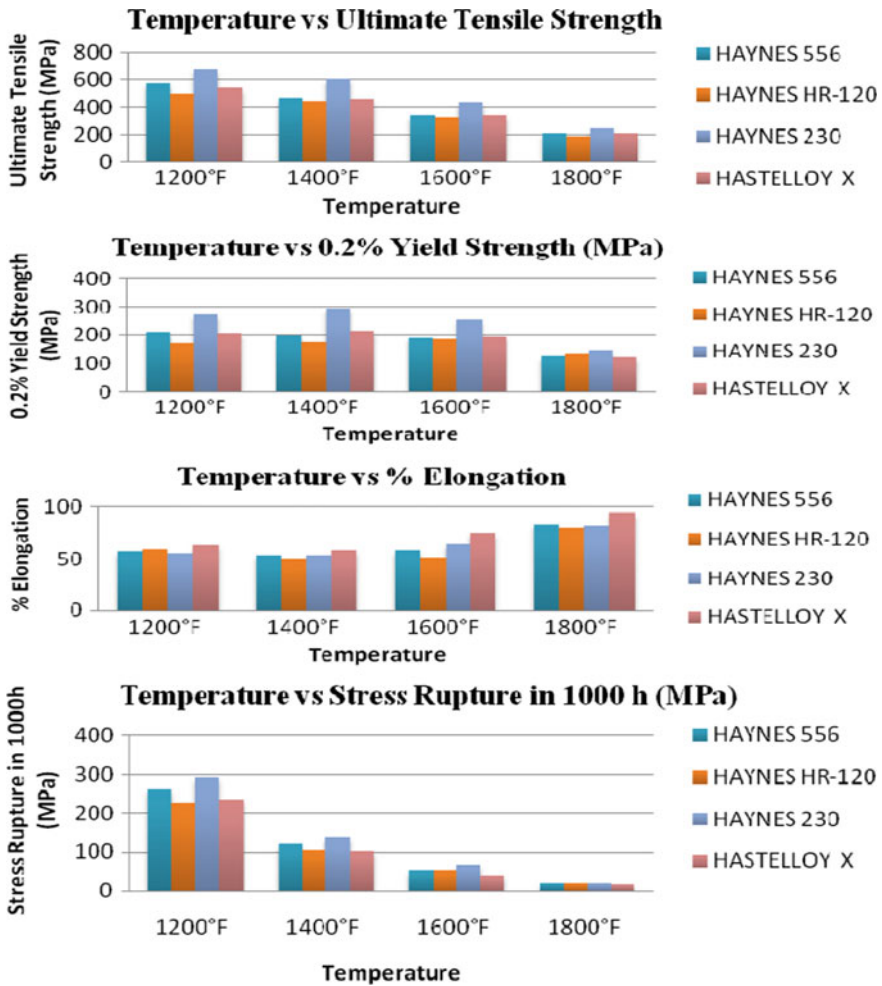 Temperature vs Ultimate Tensile Strength
Ultimate Tensile
Strength (MPa)
800
600
400
200
0
1200°F 1400°F 1600°F 1800°F
Temperature
HAYNES 556
HAYNES HR-120
HAYNES 230
HASTELLOY X
Temperature vs 0.2% Yield Strength (MPa)
0.2% Yield Strength
(MPa)
400
300
200
100
0
1200°F 1400°F 1600°F 1800°F
Temperature
HAYNES 556
HAYNES HR-120
HAYNES 230
HASTELLOY X
Temperature vs % Elongation
% Elongation
100
50
0
1200°F 1400°F 1600°F 1800°F
Temperature
HAYNES 556
HAYNES HR-120
HAYNES 230
HASTELLOY X
Temperature vs Stress Rupture in 1000 h (MPa)
Stress Rupture in 1000h
(MPa)
400
300
200
100
0
1200°F 1400°F 1600°F 1800°F
Temperature
HAYNES 556
HAYNES HR-120
HAYNES 230
HASTELLOY X